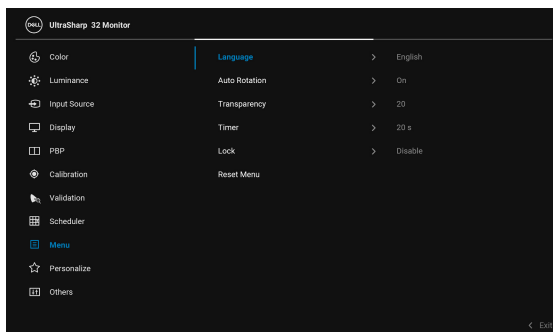 DELL UltraSharp 32 Monitor
Color Language > English
Luminance Auto Rotation > On
Input Source Transparency > 20
Display Timer > 20 s
PBP Lock > Disable
Calibration Reset Menu
Validation
Scheduler
Menu
Personalize
Others
< Exit